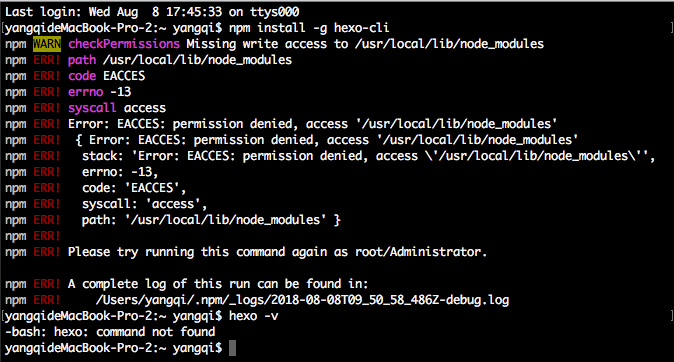 Last login: Wed Aug  8 17:45:33 on ttys000
[yangqideMacBook-Pro-2:~ yangqi$ npm install -g hexo-cli ]
npm WARN checkPermissions Missing write access to /usr/local/lib/node_modules
npm ERR! path /usr/local/lib/node_modules
npm ERR! code EACCES
npm ERR! errno -13
npm ERR! syscall access
npm ERR! Error: EACCES: permission denied, access '/usr/local/lib/node_modules'
npm ERR!  { Error: EACCES: permission denied, access '/usr/local/lib/node_modules'
npm ERR!   stack: 'Error: EACCES: permission denied, access \'/usr/local/lib/node_modules\'',
npm ERR!   errno: -13,
npm ERR!   code: 'EACCES',
npm ERR!   syscall: 'access',
npm ERR!   path: '/usr/local/lib/node_modules' }
npm ERR!
npm ERR! Please try running this command again as root/Administrator.
npm ERR! A complete log of this run can be found in:
npm ERR!     /Users/yangqi/.npm/_logs/2018-08-08T09_50_58_486Z-debug.log
[yangqideMacBook-Pro-2:~ yangqi$ hexo -v ]
-bash: hexo: command not found
yangqideMacBook-Pro-2:~ yangqi$